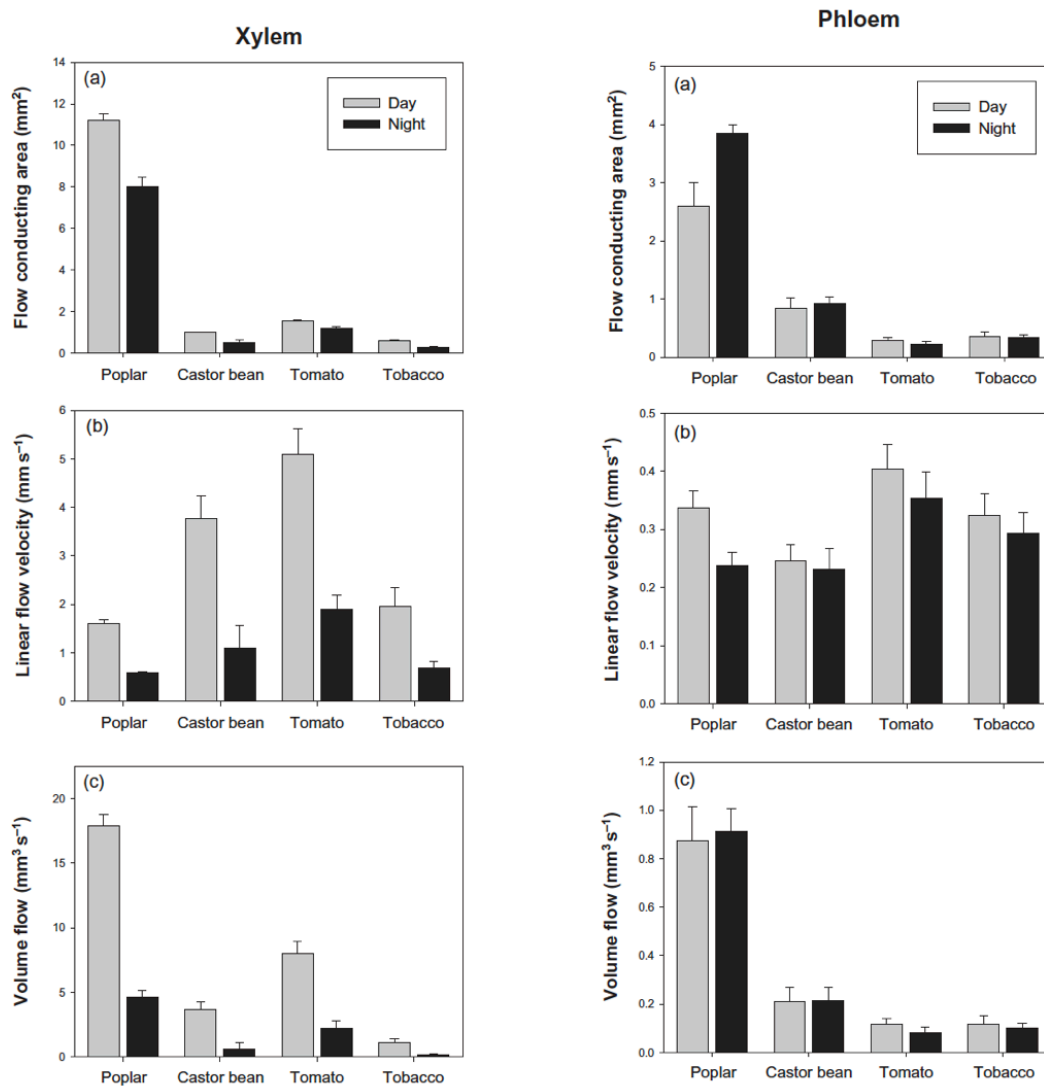 Xylem
(a)
Day
Night
Flow conducting area (mm²)
14
12
10
8
6
4
2
0
Poplar Castor bean Tomato Tobacco
(b)
Linear flow velocity (mm s⁻¹)
6
5
4
3
2
1
0
Poplar Castor bean Tomato Tobacco
(c)
Volume flow (mm³ s⁻¹)
20
15
10
5
0
Poplar Castor bean Tomato Tobacco
Phloem
(a)
Day
Night
Flow conducting area (mm²)
5
4
3
2
1
0
Poplar Castor bean Tomato Tobacco
(b)
Linear flow velocity (mm s⁻¹)
0.5
0.4
0.3
0.2
0.1
0.0
Poplar Castor bean Tomato Tobacco
(c)
Volume flow (mm³ s⁻¹)
1.2
1.0
0.8
0.6
0.4
0.2
0.0
Poplar Castor bean Tomato Tobacco